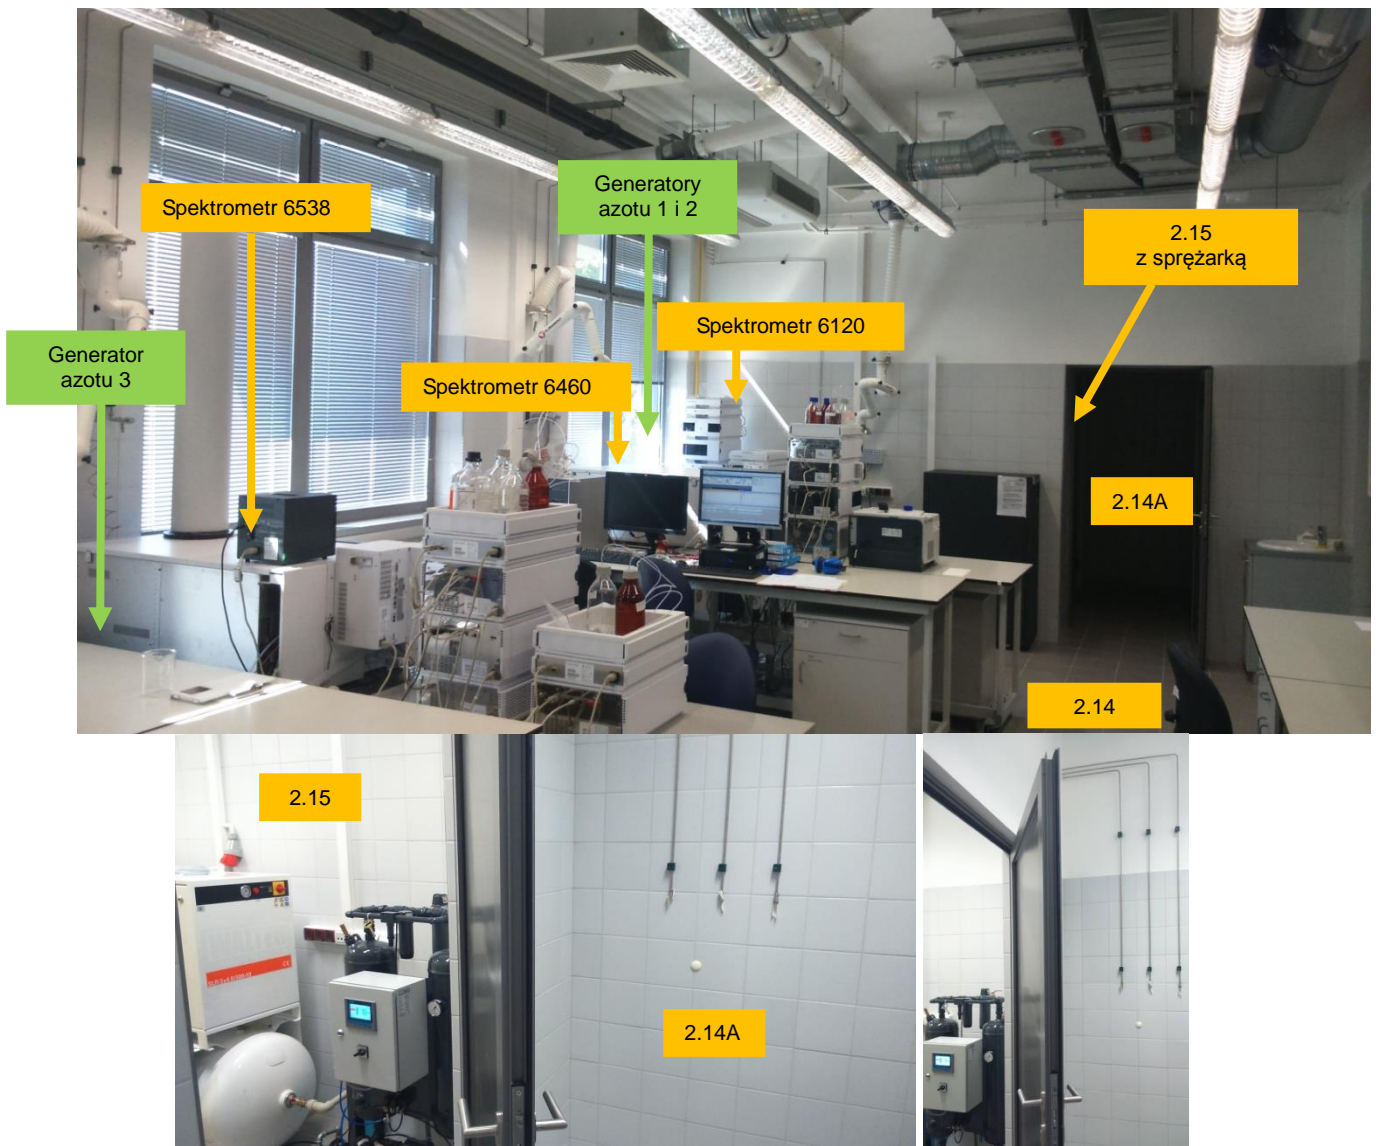 Generatory
azotu 1 i 2
Spektrometr 6538
2.15
z sprężarką
Spektrometr 6120
Generator
azotu 3
Spektrometr 6460
2.14A
2.14
2.15
2.14A